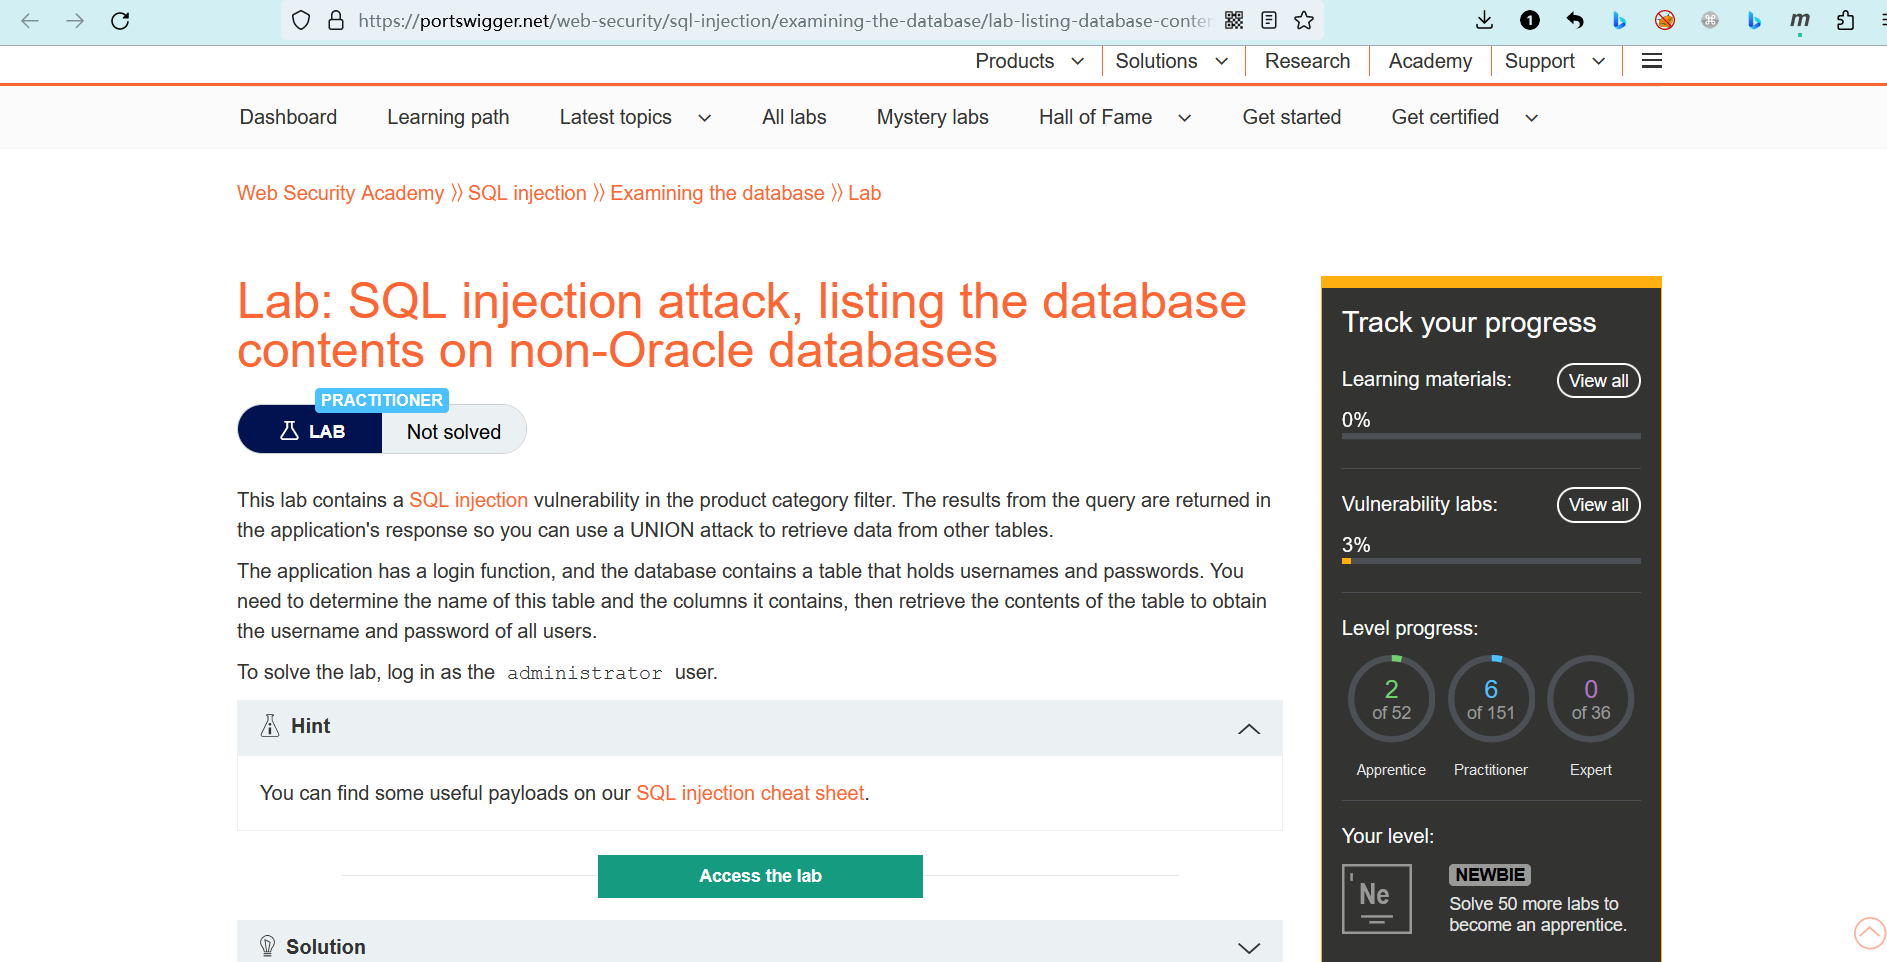 https://portswigger.net/web-security/sql-injection/examining-the-database/lab-listing-database-conten
Products
Solutions
Research
Academy
Support
Dashboard
Learning path
Latest topics
All labs
Mystery labs
Hall of Fame
Get started
Get certified
Web Security Academy » SQL injection » Examining the database » Lab
Lab: SQL injection attack, listing the database
contents on non-Oracle databases
PRACTITIONER
LAB
Not solved
This lab contains a SQL injection vulnerability in the product category filter. The results from the query are returned in
the application's response so you can use a UNION attack to retrieve data from other tables.
The application has a login function, and the database contains a table that holds usernames and passwords. You
need to determine the name of this table and the columns it contains, then retrieve the contents of the table to obtain
the username and password of all users.
To solve the lab, log in as the administrator user.
Hint
You can find some useful payloads on our SQL injection cheat sheet.
Access the lab
Solution
Track your progress
Learning materials:
View all
0%
Vulnerability labs:
View all
3%
Level progress:
2
of 52
6
of 151
0
of 36
Apprentice
Practitioner
Expert
Your level:
Ne
NEWBIE
Solve 50 more labs to
become an apprentice.